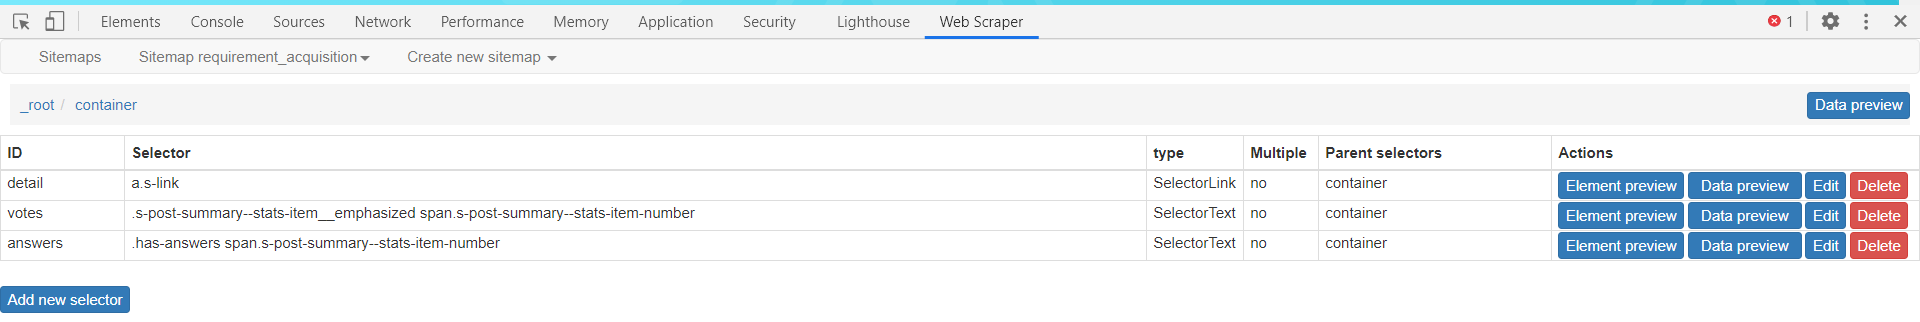 Elements Console Sources Network Performance Memory Application Security Lighthouse Web Scraper 1
Sitemaps Sitemap requirement_acquisition Create new sitemap
_root / container Data preview
ID Selector type Multiple Parent selectors Actions
detail a.s-link SelectorLink no container Element preview Data preview Edit Delete
votes .s-post-summary--stats-item__emphasized span.s-post-summary--stats-item-number SelectorText no container Element preview Data preview Edit Delete
answers .has-answers span.s-post-summary--stats-item-number SelectorText no container Element preview Data preview Edit Delete
Add new selector